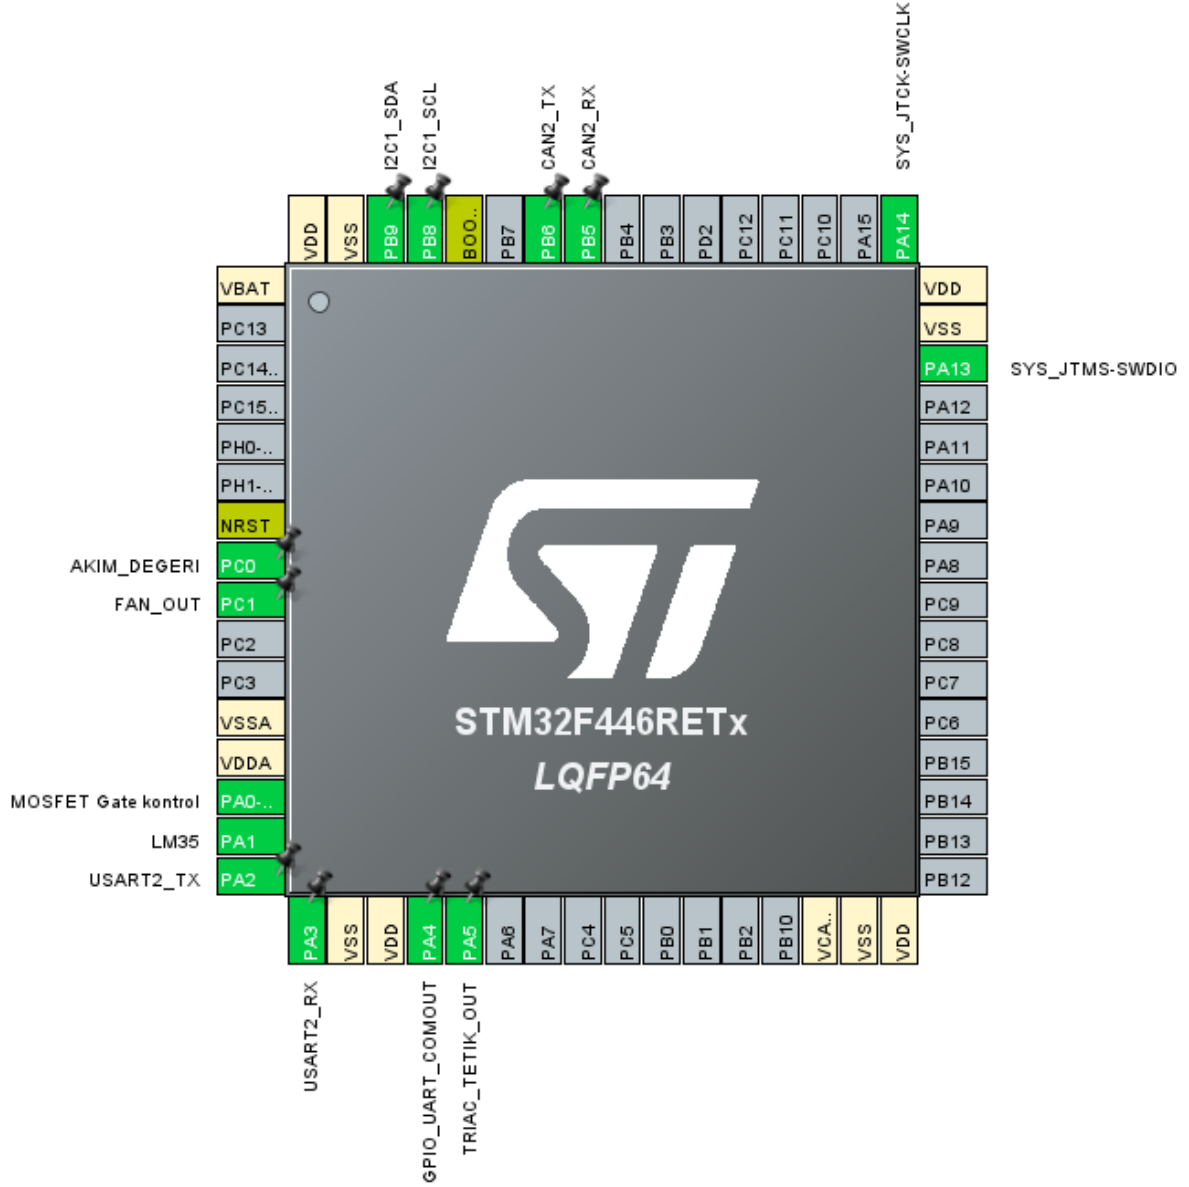 I2C1_SDA
I2C1_SCL
CAN2_TX
CAN2_RX
SYS_JTCK-SWCLK
VDD
VSS
PB9
PB8
BOO..
PB7
PB6
PB5
PB4
PB3
PD2
PC12
PC11
PC10
PA15
PA14
VBAT
PC13
PC14..
PC15..
PH0-..
PH1-..
NRST
AKIM_DEGERI PC0
FAN_OUT PC1
PC2
PC3
VSSA
VDDA
MOSFET Gate kontrol PA0-..
LM35 PA1
USART2_TX PA2
ST
STM32F446RETx
LQFP64
VDD
VSS
PA13 SYS_JTMS-SWDIO
PA12
PA11
PA10
PA9
PA8
PC9
PC8
PC7
PC6
PB15
PB14
PB13
PB12
PA3
VSS
VDD
PA4
PA5
PA6
PA7
PC4
PC5
PB0
PB1
PB2
PB10
VCA..
VSS
VDD
USART2_RX
GPIO_UART_COMOUT
TRIAC_TETIK_OUT